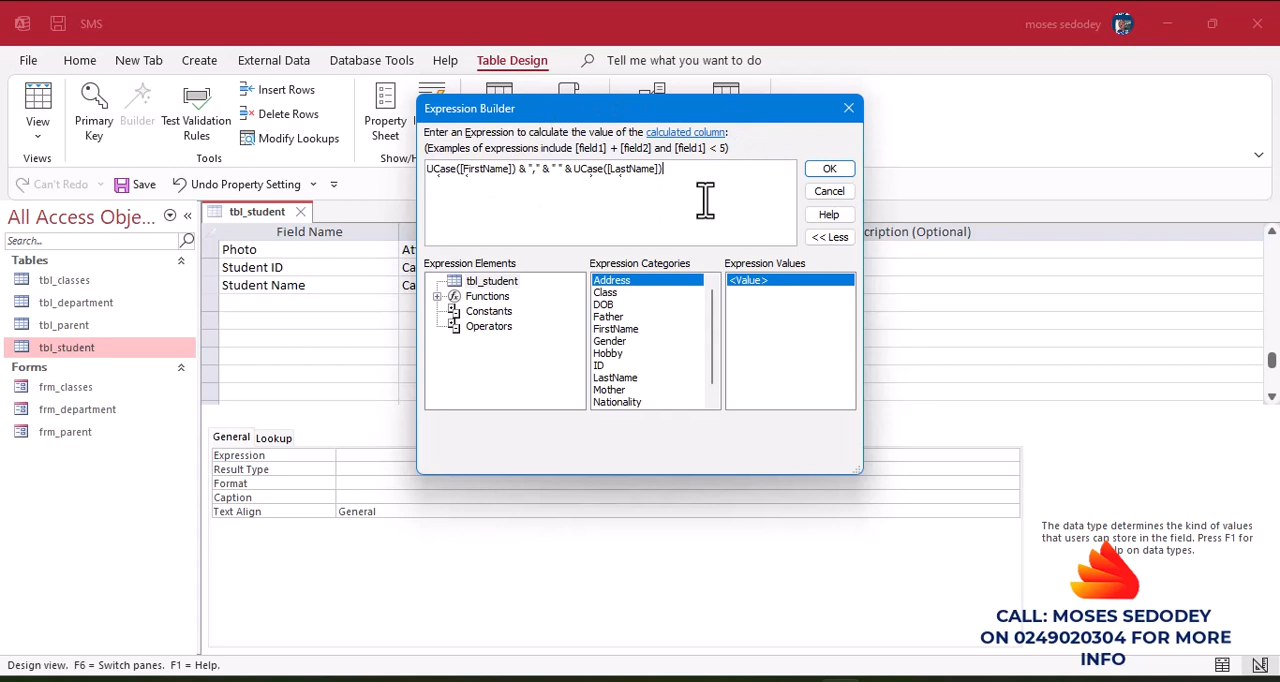 SMS
moses sedodey
File Home New Tab Create External Data Database Tools Help Table Design Tell me what you want to do
View
Primary Key
Builder
Test Validation Rules
Insert Rows
Delete Rows
Modify Lookups
Property Sheet
Views
Tools
Show/H
Can't Redo Save Undo Property Setting
All Access Obje...
Search...
Tables
tbl_classes
tbl_department
tbl_parent
tbl_student
Forms
frm_classes
frm_department
frm_parent
tbl_student
Field Name
cription (Optional)
Photo At
Student ID Ca
Student Name Ca
Expression Builder
Enter an Expression to calculate the value of the calculated column:
(Examples of expressions include [field1] + [field2] and [field1] < 5)
UCase([FirstName]) & "," & " " & UCase([LastName])
OK
Cancel
Help
<< Less
Expression Elements
tbl_student
Functions
Constants
Operators
Expression Categories
Address
Class
DOB
Father
FirstName
Gender
Hobby
ID
LastName
Mother
Nationality
Expression Values
<Value>
General Lookup
Expression
Result Type
Format
Caption
Text Align General
The data type determines the kind of values
that users can store in the field. Press F1 for
lp on data types.
CALL: MOSES SEDODEY
ON 0249020304 FOR MORE
INFO
Design view. F6 = Switch panes. F1 = Help.